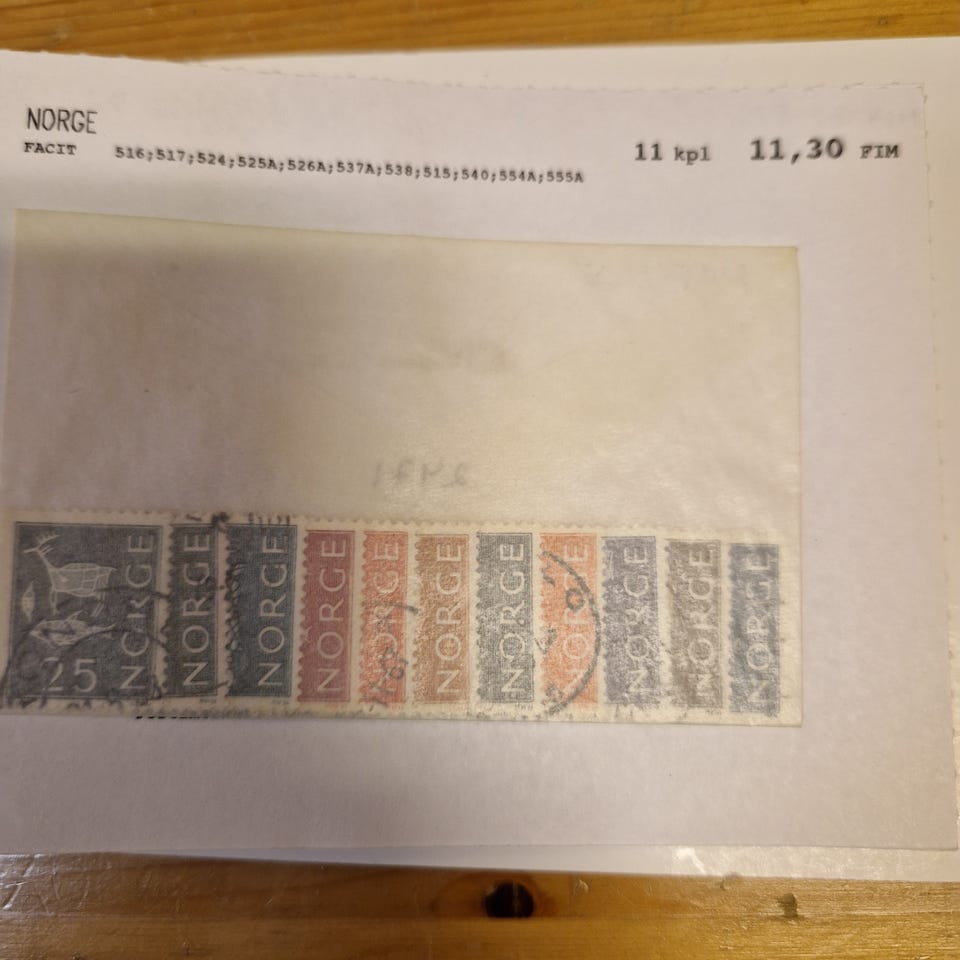 NORGE
FACIT 516;517;524;525A;526A;537A;538;515;540;554A;555A 11 kpl 11,30 FIM
25 NORGE NORGE NORGE NORGE NORGE NORGE NORGE NORGE NORGE NORGE NORGE